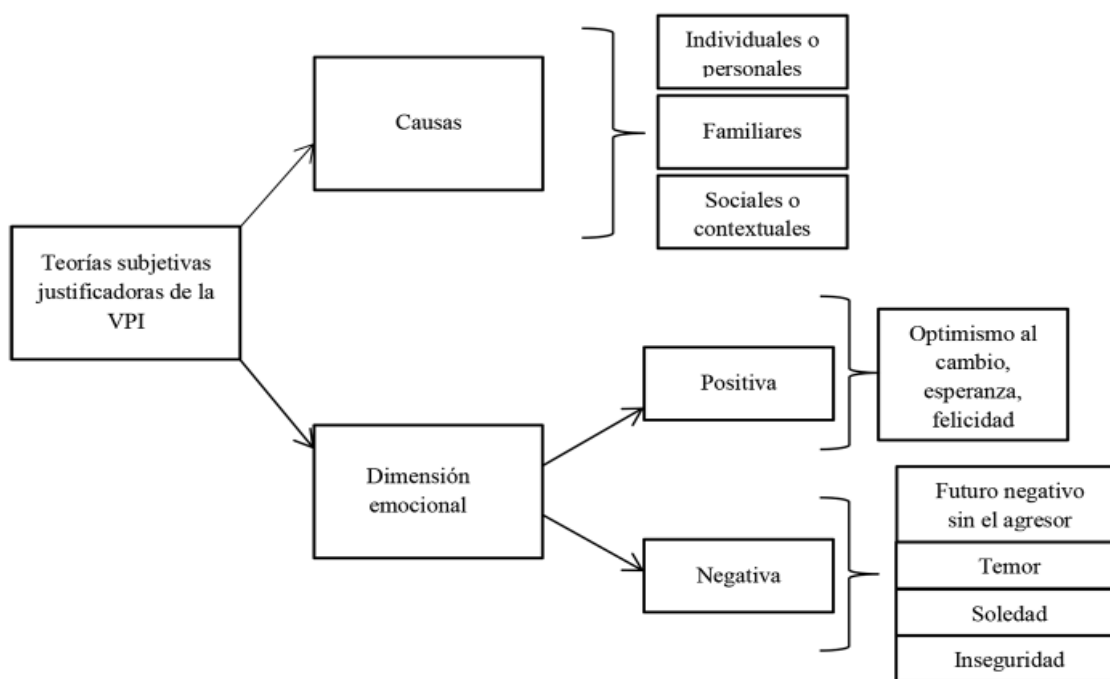 Individuales o
personales
Causas
Familiares
Sociales o
contextuales
Teorías subjetivas
justificadoras de la
VPI
Optimismo al
cambio,
esperanza,
felicidad
Positiva
Dimensión
emocional
Futuro negativo
sin el agresor
Temor
Negativa
Soledad
Inseguridad